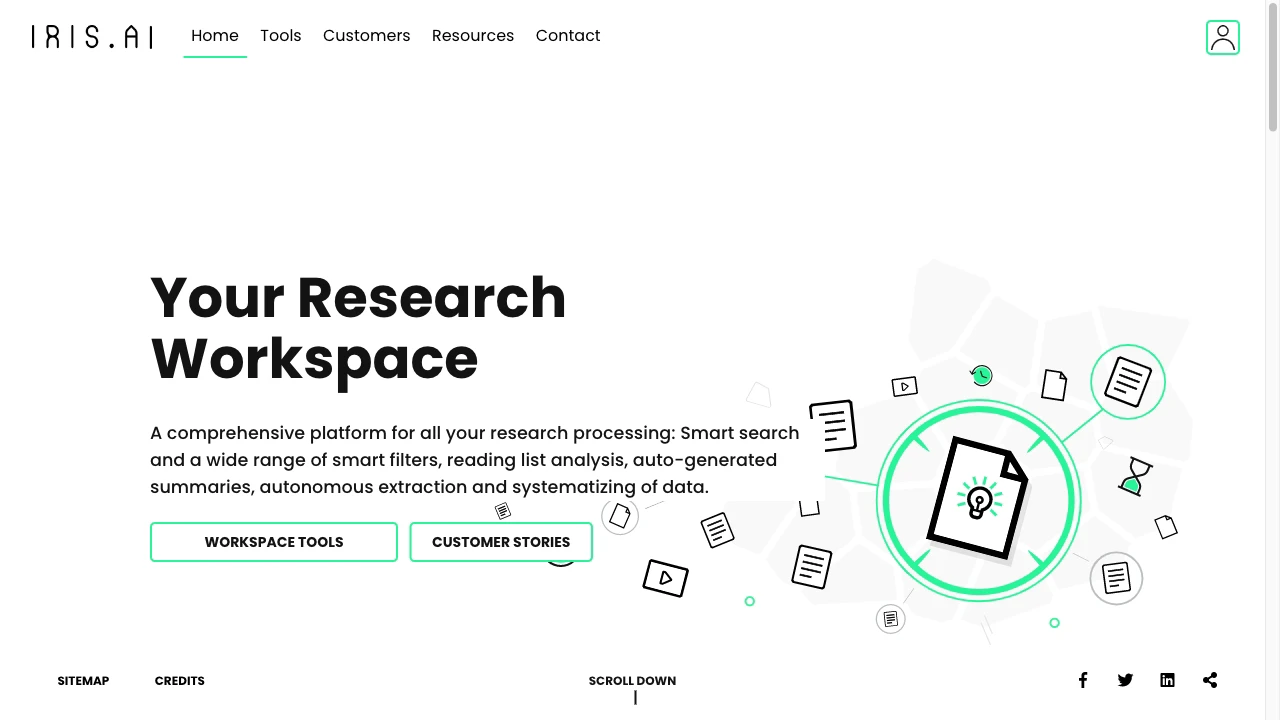 IRIS.AI
Home
Tools
Customers
Resources
Contact
Your Research
Workspace
A comprehensive platform for all your research processing: Smart search
and a wide range of smart filters, reading list analysis, auto-generated
summaries, autonomous extraction and systematizing of data.
WORKSPACE TOOLS
CUSTOMER STORIES
SITEMAP
CREDITS
SCROLL DOWN